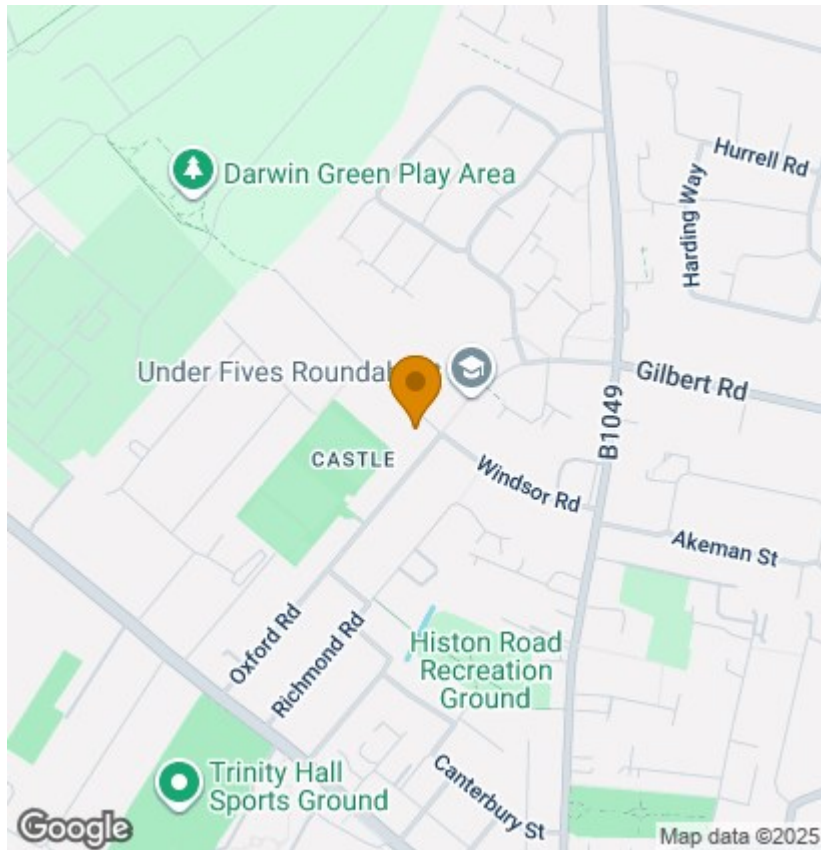 Hurrell Rd
Harding Way
Darwin Green Play Area
Under Fives
Gilbert Rd
B1049
CASTLE
Windsor Rd
Akeman St
Oxford Rd
Richmond Rd
Histon Road
Recreation
Ground
Trinity Hall
Sports Ground
Canterbury St
Google
Map data ©2025